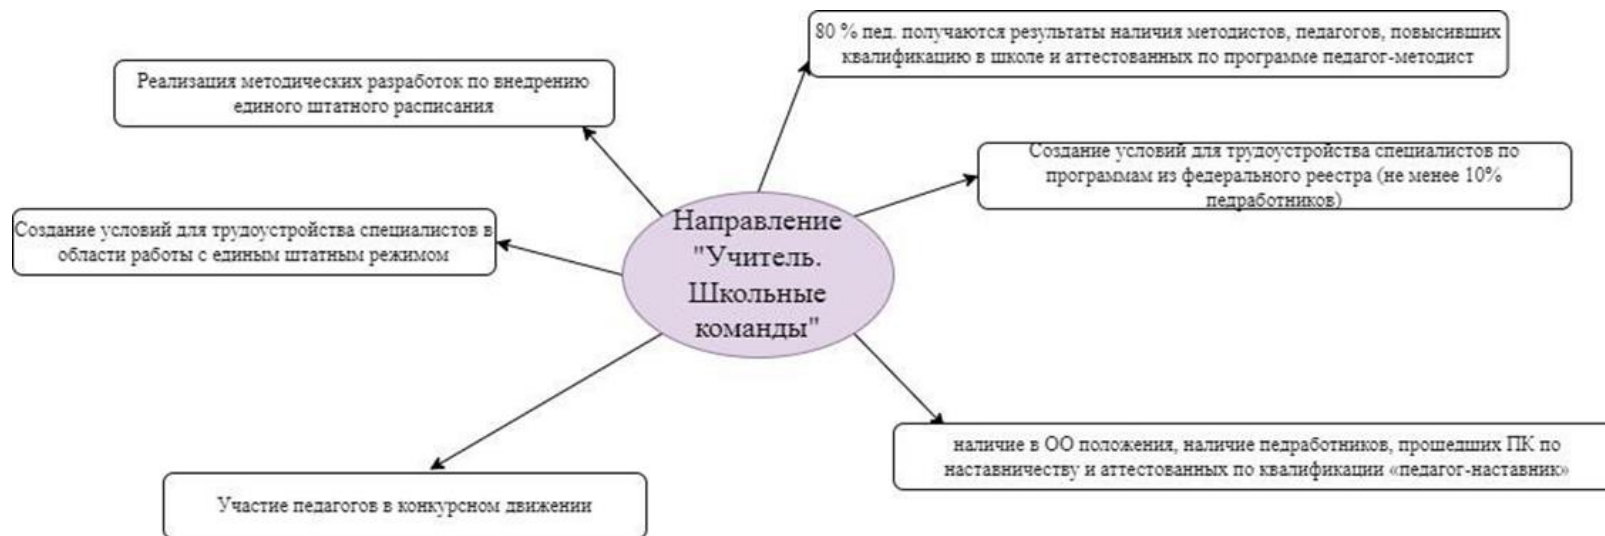 80 % пед. получаются результаты наличия методистов, педагогов, повысивших
квалификацию в школе и аттестованных по программе педагог-методист
Реализация методических разработок по внедрению
единого штатного расписания
Создание условий для трудоустройства специалистов по
программам из федерального реестра (не менее 10%
педработников)
Создание условий для трудоустройства специалистов в
области работы с единым штатным режимом
Направление
"Учитель.
Школьные
команды"
наличие в ОО положения, наличие педработников, прошедших ПК по
наставничеству и аттестованных по квалификации «педагог-наставник»
Участие педагогов в конкурсном движении